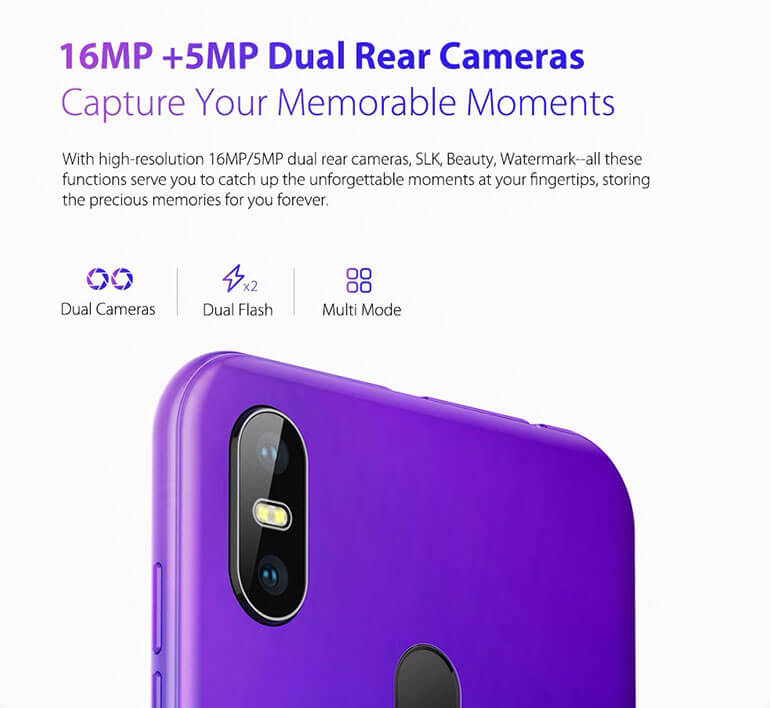 16MP +5MP Dual Rear Cameras
Capture Your Memorable Moments
With high-resolution 16MP/5MP dual rear cameras, SLK, Beauty, Watermark--all these
functions serve you to catch up the unforgettable moments at your fingertips, storing
the precious memories for you forever.
x2
Dual Cameras
Dual Flash
Multi Mode